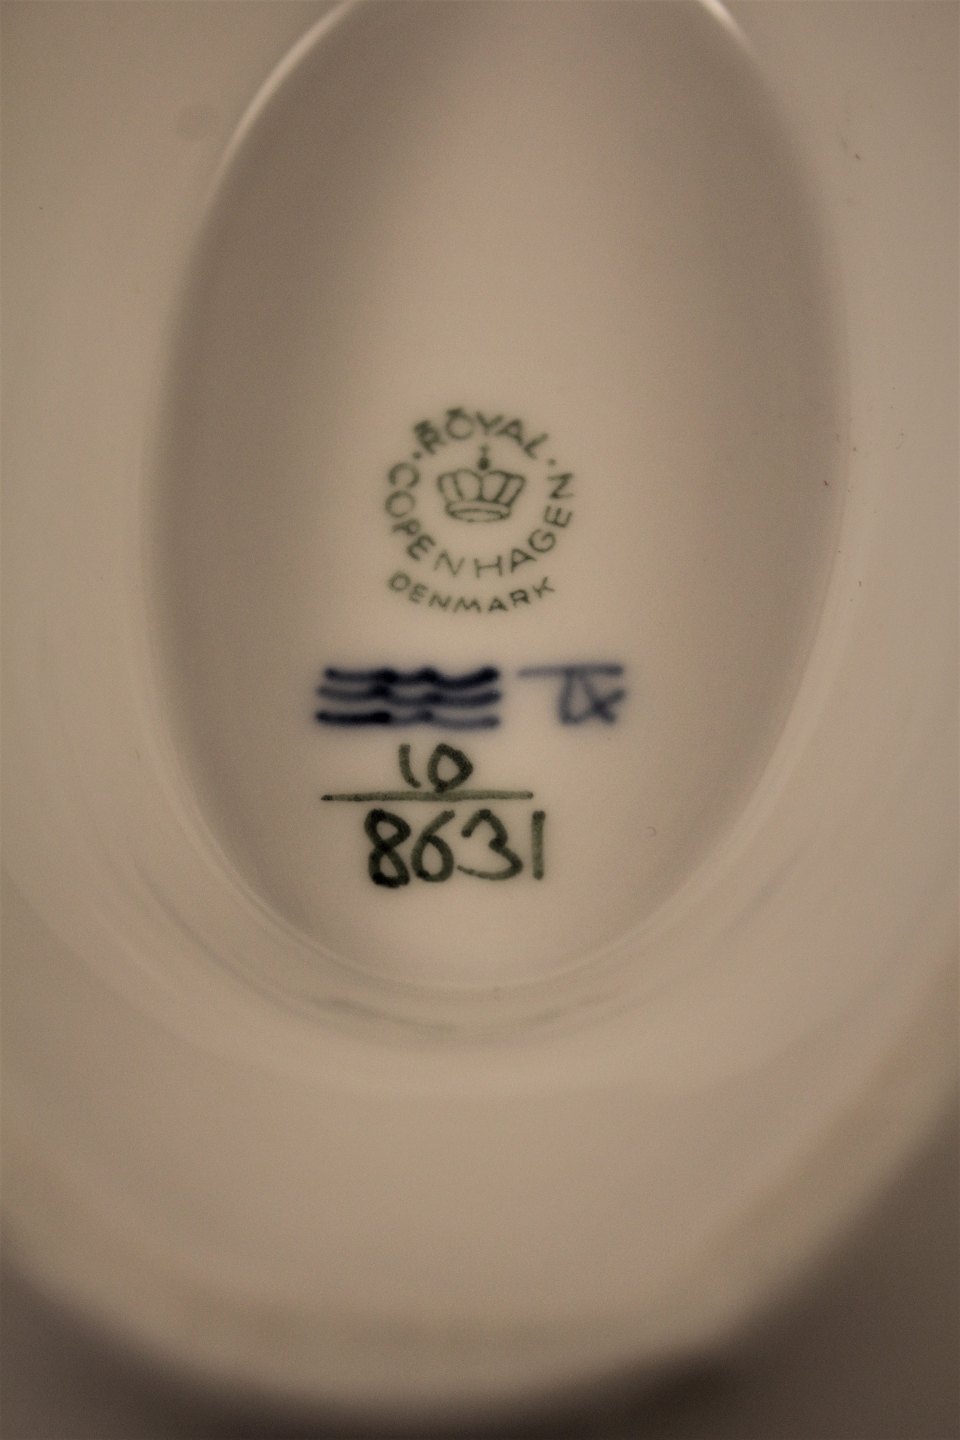 ROYAL
COPENHAGEN
DENMARK
10
8631